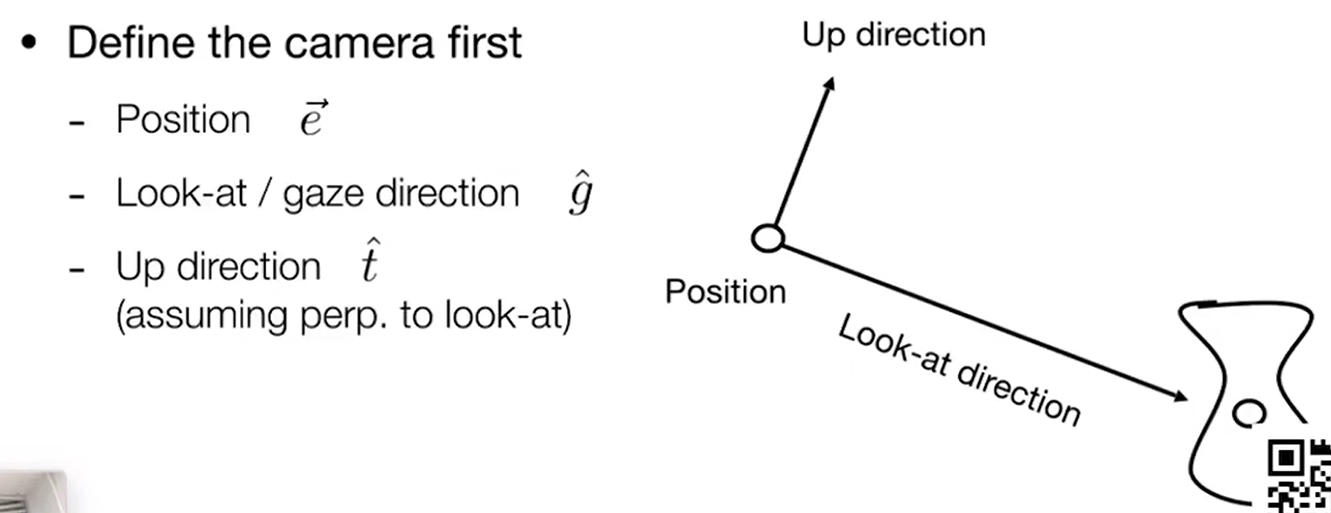 • Define the camera first
- Position $\vec{e}$
- Look-at / gaze direction $\hat{g}$
- Up direction $\hat{t}$
(assuming perp. to look-at)
Up direction
Position
Look-at direction